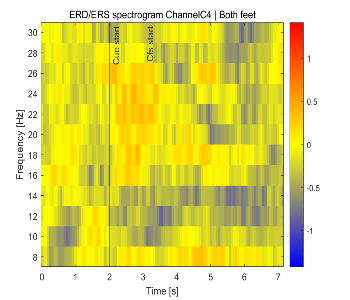 ERD/ERS spectrogram ChannelC4 | Both feet
Cue start
Cfs start
Frequency [Hz]
30
28
26
24
22
20
18
16
14
12
10
8
0 1 2 3 4 5 6 7
Time [s]
1
0.5
0
-0.5
-1